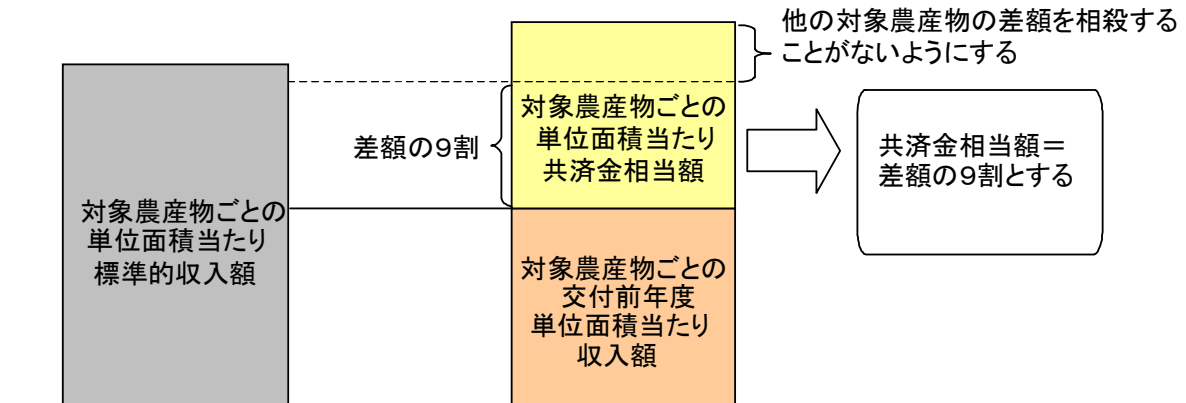 他の対象農産物の差額を相殺する
ことがないようにする
対象農産物ごとの
単位面積当たり
共済金相当額
差額の9割
共済金相当額＝
差額の9割とする
対象農産物ごとの
単位面積当たり
標準的収入額
対象農産物ごとの
交付前年度
単位面積当たり
収入額